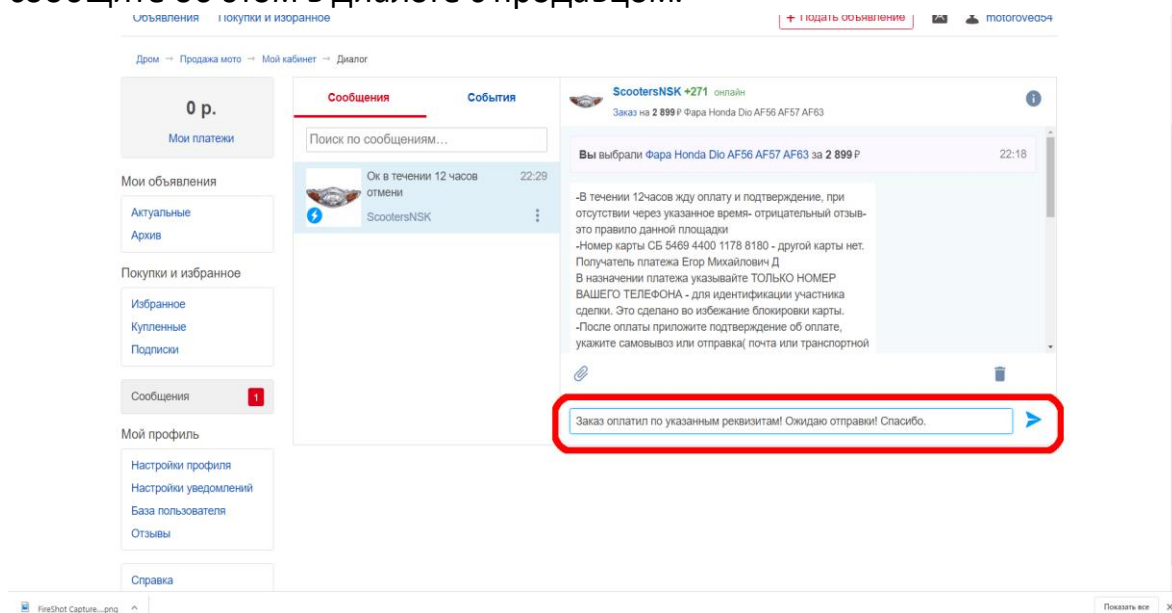 сообщите об этом в диалоге с продавцом.
Объявления Покупки и избранное + Подать объявление motoroved54
Дром → Продажа мото → Мой кабинет → Диалог
0 р.
Мои платежи
Мои объявления
Актуальные
Архив
Покупки и избранное
Избранное
Купленные
Подписки
Сообщения 1
Мой профиль
Настройки профиля
Настройки уведомлений
База пользователя
Отзывы
Справка
Сообщения События
Поиск по сообщениям...
Ок в течении 12 часов 22:29
отмени
ScootersNSK
ScootersNSK +271 онлайн
Заказ на 2 899 ₽ Фара Honda Dio AF56 AF57 AF63
Вы выбрали Фара Honda Dio AF56 AF57 AF63 за 2 899 ₽ 22:18
-В течении 12часов жду оплату и подтверждение, при
отсутствии через указанное время- отрицательный отзыв-
это правило данной площадки
-Номер карты СБ 5469 4400 1178 8180 - другой карты нет.
Получатель платежа Егор Михайлович Д
В назначении платежа указывайте ТОЛЬКО НОМЕР
ВАШЕГО ТЕЛЕФОНА - для идентификации участника
сделки. Это сделано во избежание блокировки карты.
-После оплаты приложите подтверждение об оплате,
укажите самовывоз или отправка( почта или транспортной
Заказ оплатил по указанным реквизитам! Ожидаю отправки! Спасибо.
FireShot Capture....png
Показать все